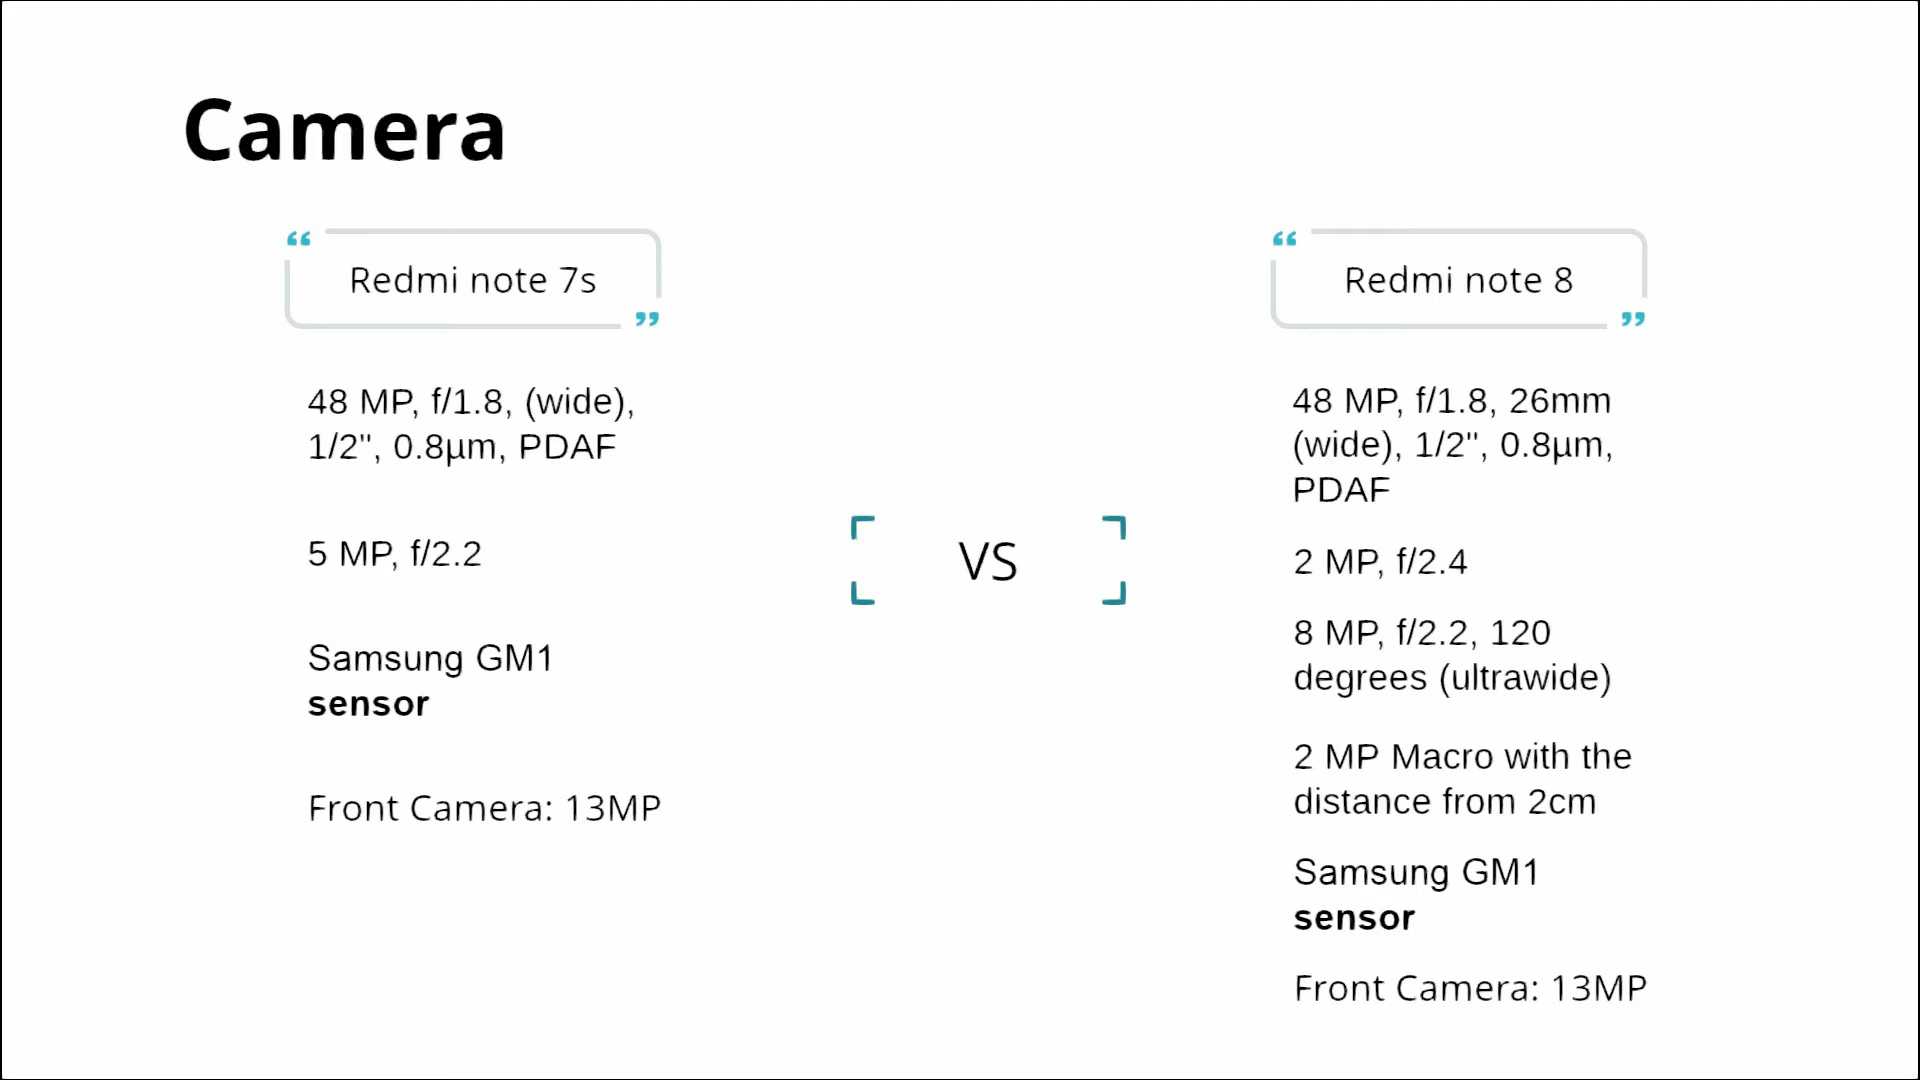 Camera
“ Redmi note 7s ”
48 MP, f/1.8, (wide),
1/2", 0.8µm, PDAF
5 MP, f/2.2
Samsung GM1
sensor
Front Camera: 13MP
VS
“ Redmi note 8 ”
48 MP, f/1.8, 26mm
(wide), 1/2", 0.8µm,
PDAF
2 MP, f/2.4
8 MP, f/2.2, 120
degrees (ultrawide)
2 MP Macro with the
distance from 2cm
Samsung GM1
sensor
Front Camera: 13MP